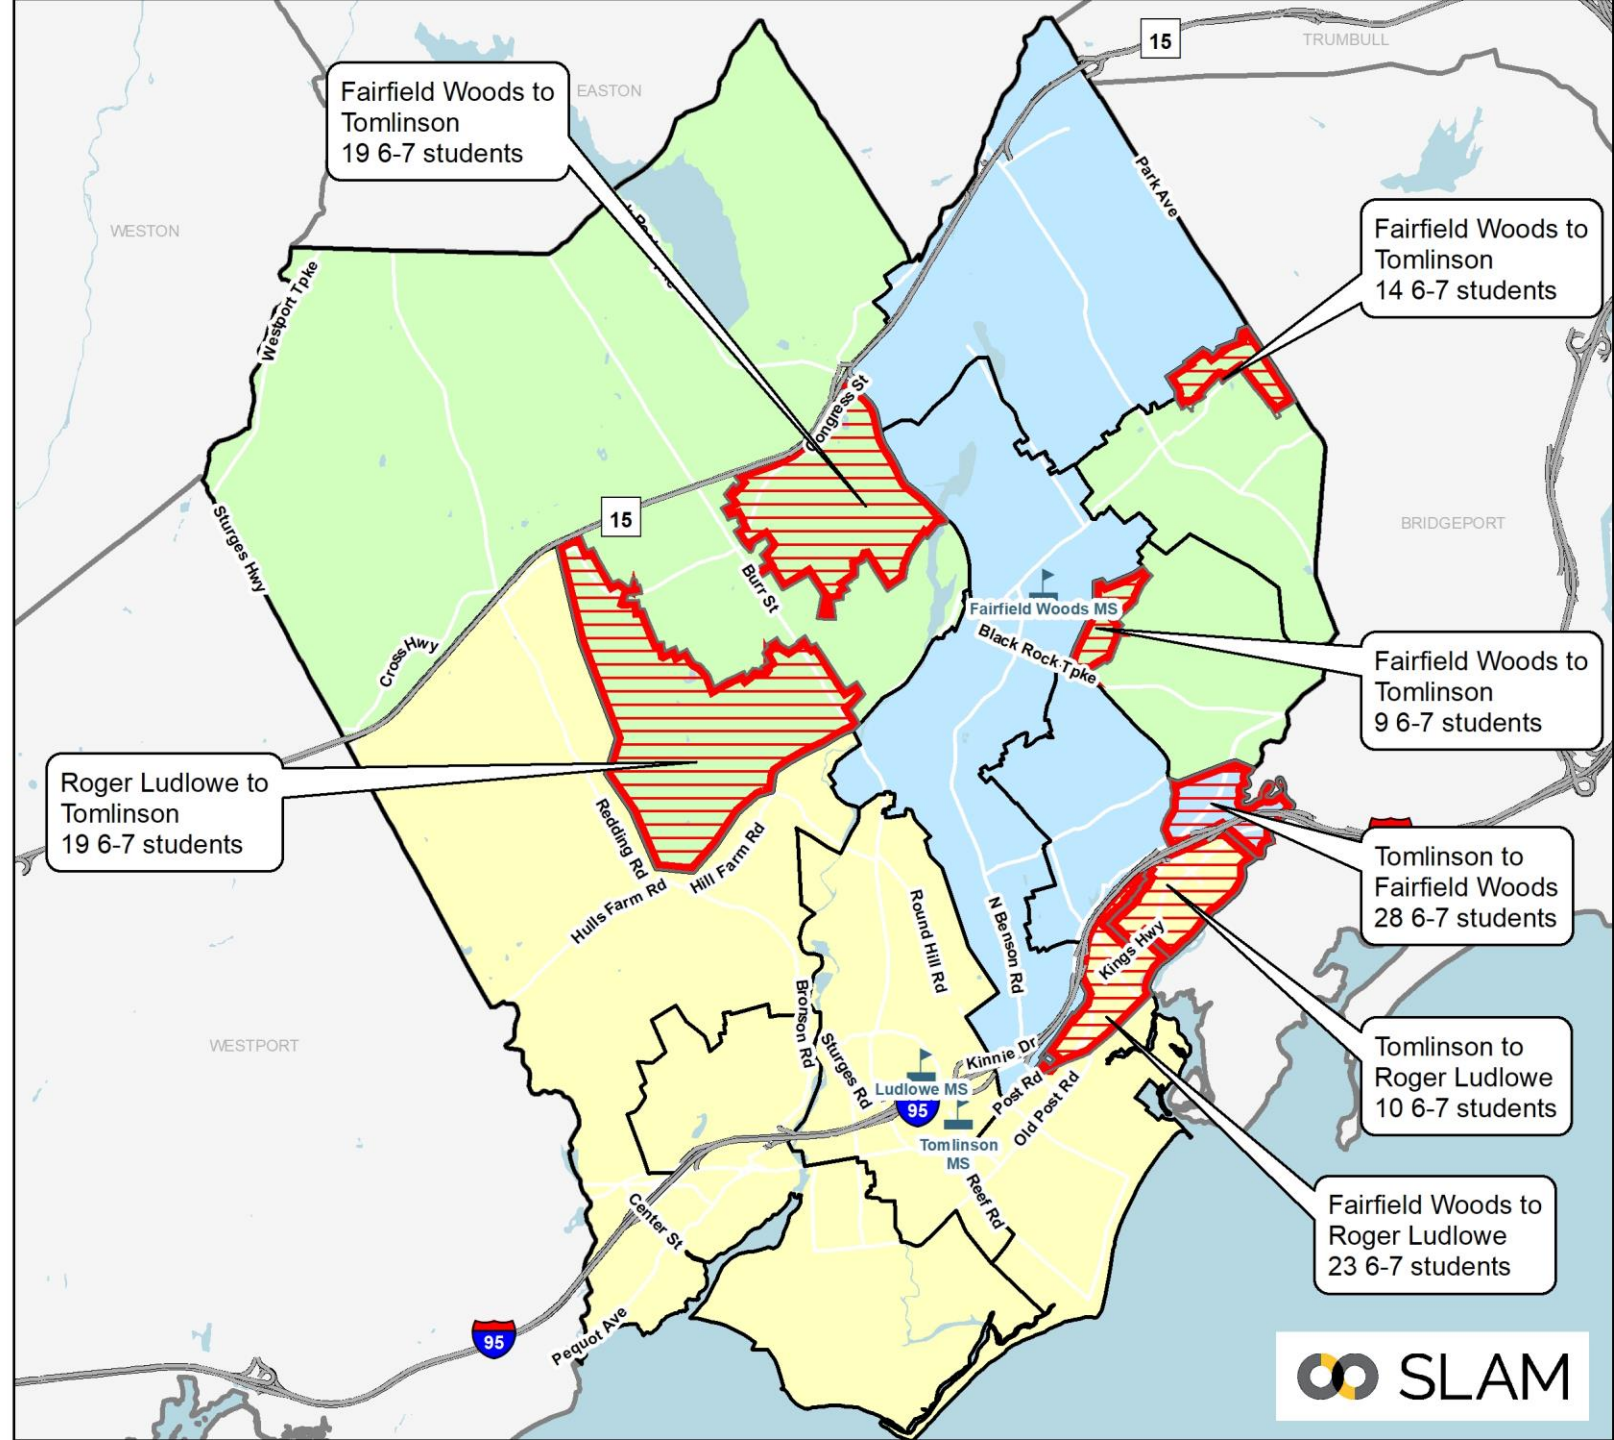 15
TRUMBULL
EASTON
Fairfield Woods to
Tomlinson
19 6-7 students
Park Ave
WESTON
Fairfield Woods to
Tomlinson
14 6-7 students
Westport Tpke
Congress St
15
Sturges Hwy
BRIDGEPORT
Burr St
Fairfield Woods MS
Black Rock Tpke
Cross Hwy
Fairfield Woods to
Tomlinson
9 6-7 students
Roger Ludlowe to
Tomlinson
19 6-7 students
Redding Rd
Hill Farm Rd
Hulls Farm Rd
Tomlinson to
Fairfield Woods
28 6-7 students
Round Hill Rd
N Benson Rd
Kings Hwy
Bronson Rd
WESTPORT
Sturges Rd
Kinnie Dr
Tomlinson to
Roger Ludlowe
10 6-7 students
Ludlowe MS
95
Post Rd
Old Post Rd
Tomlinson
MS
Reef Rd
Center St
Fairfield Woods to
Roger Ludlowe
23 6-7 students
95
Pequot Ave
SLAM